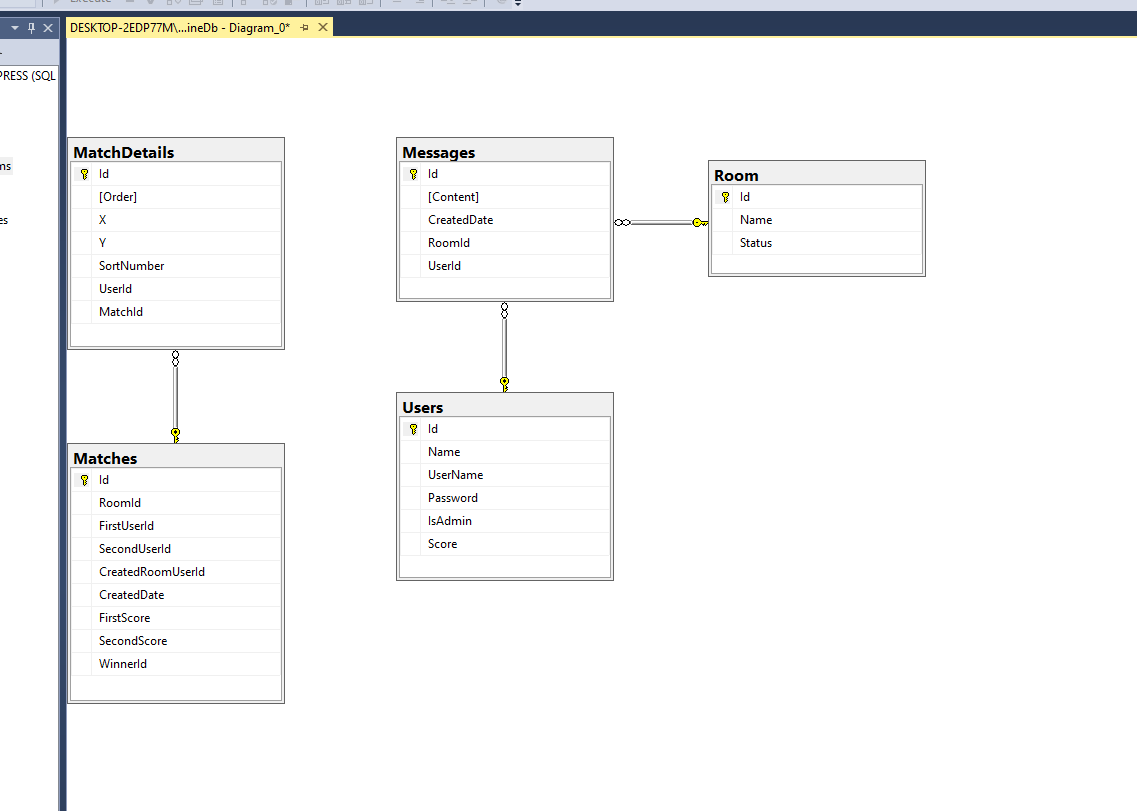 Execute
DESKTOP-2EDP77M\...ineDb - Diagram_0*
PRESS (SQL
ms
es
MatchDetails
Id
[Order]
X
Y
SortNumber
UserId
MatchId
Messages
Id
[Content]
CreatedDate
RoomId
UserId
Room
Id
Name
Status
Matches
Id
RoomId
FirstUserId
SecondUserId
CreatedRoomUserId
CreatedDate
FirstScore
SecondScore
WinnerId
Users
Id
Name
UserName
Password
IsAdmin
Score